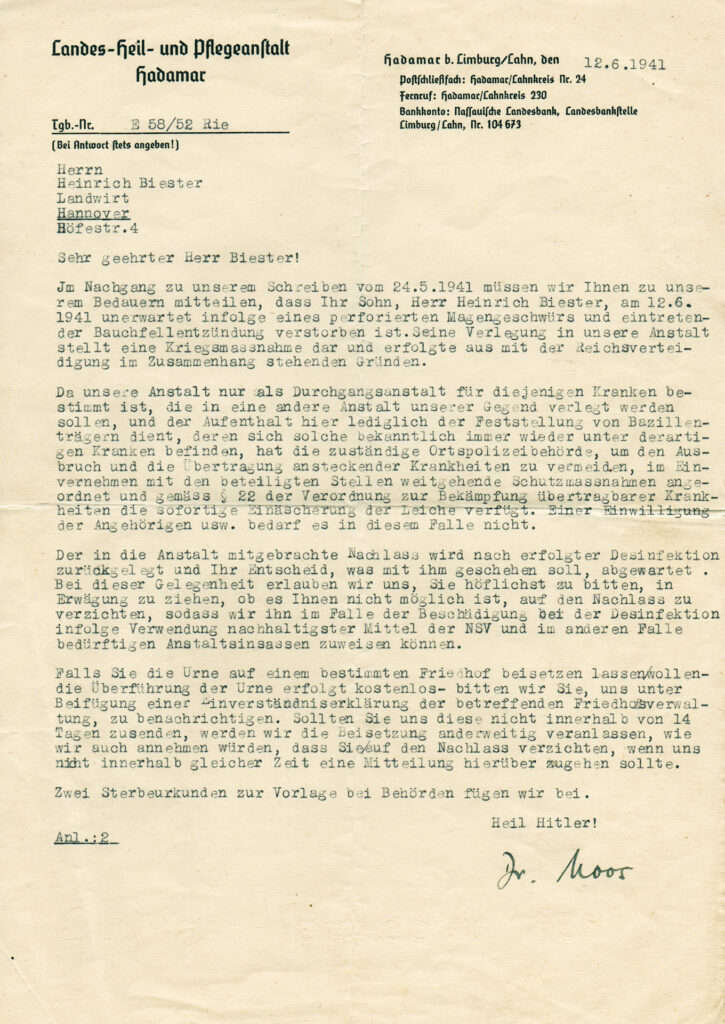 Landes-Heil- und Pflegeanstalt
Hadamar
Hadamar b. Limburg/Lahn, den 12.6.1941
Postschließfach: Hadamar/Lahnkreis Nr. 24
Fernruf: Hadamar/Lahnkreis 230
Bankkonto: Nassauische Landesbank, Landesbankstelle
Limburg/Lahn, Nr. 104 673
Tgb.-Nr. E 58/52 Rie
(Bei Antwort stets angeben!)
Herrn
Heinrich Biester
Landwirt
Hannover
Höfestr.4
Sehr geehrter Herr Biester!
Jm Nachgang zu unserem Schreiben vom 24.5.1941 müssen wir Ihnen zu unse-
rem Bedauern mitteilen, dass Ihr Sohn, Herr Heinrich Biester, am 12.6.
1941 unerwartet infolge eines perforierten Magengeschwürs und eintreten-
der Bauchfellentzündung verstorben ist.Seine Verlegung in unsere Anstalt
stellt eine Kriegsmassnahme dar und erfolgte aus mit der Reichsvertei-
digung im Zusammenhang stehenden Gründen.
Da unsere Anstalt nur als Durchgangsanstalt für diejenigen Kranken be-
stimmt ist, die in eine andere Anstalt unserer Gegend verlegt werden
sollen, und der Aufenthalt hier lediglich der Feststellung von Bazillen-
trägern dient, deren sich solche bekanntlich immer wieder unter derarti-
gen Kranken befinden, hat die zuständige Ortspolizeibehörde, um den Aus-
bruch und die Übertragung ansteckender Krankheiten zu vermeiden, im Ein-
vernehmen mit den beteiligten Stellen weitgehende Schutzmassnahmen ange-
ordnet und gemäss § 22 der Verordnung zur Bekämpfung übertragbarer Krank-
heiten die sofortige Einäscherung der Leiche verfügt. Einer Einwilligung
der Angehörigen usw. bedarf es in diesem Falle nicht.
Der in die Anstalt mitgebrachte Nachlass wird nach erfolgter Desinfektion
zurückgelegt und Ihr Entscheid, was mit ihm geschehen soll, abgewartet .
Bei dieser Gelegenheit erlauben wir uns, Sie höflichst zu bitten, in
Erwägung zu ziehen, ob es Ihnen nicht möglich ist, auf den Nachlass zu
verzichten, sodass wir ihn im Falle der Beschädigung bei der Desinfektion
infolge Verwendung nachhaltigster Mittel der NSV und im anderen Falle
bedürftigen Anstaltsinsassen zuweisen können.
Falls Sie die Urne auf einem bestimmten Friedhof beisetzen lassen/wollen-
die Überführung der Urne erfolgt kostenlos- bitten wir Sie, uns unter
Beifügung einer Einverständniserklärung der betreffenden Friedhofsverwal-
tung, zu benachrichtigen. Sollten Sie uns diese nicht innerhalb von 14
Tagen zusenden, werden wir die Beisetzung anderweitig veranlassen, wie
wir auch annehmen würden, dass Sie/auf den Nachlass verzichten, wenn uns
nicht innerhalb gleicher Zeit eine Mitteilung hierüber zugehen sollte.
Zwei Sterbeurkunden zur Vorlage bei Behörden fügen wir bei.
Heil Hitler!
Anl.:2
Dr. Moos